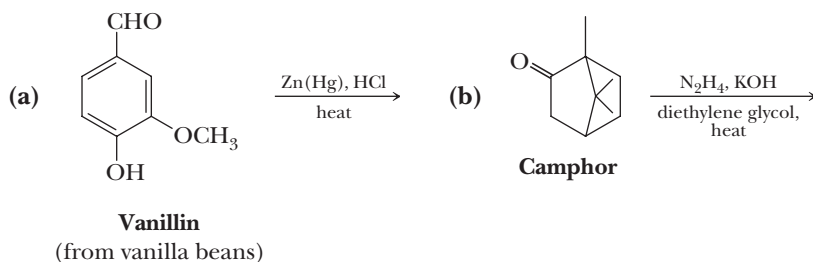 CHO
(a)
OCH₃
OH
Vanillin
(from vanilla beans)
Zn(Hg), HCl
heat
(b)
O
Camphor
N₂H₄, KOH
diethylene glycol,
heat